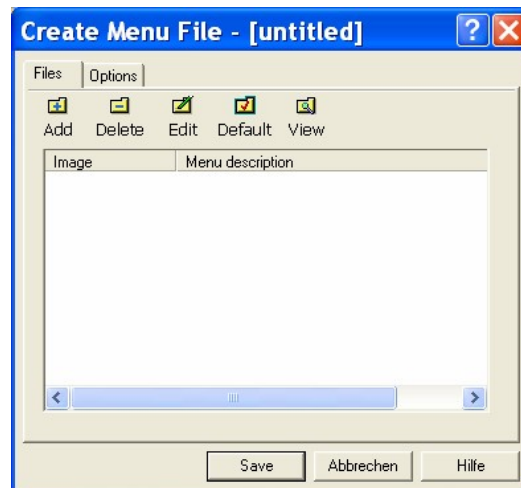 Create Menu File - [untitled]
Files Options
Add Delete Edit Default View
Image Menu description
Save Abbrechen Hilfe